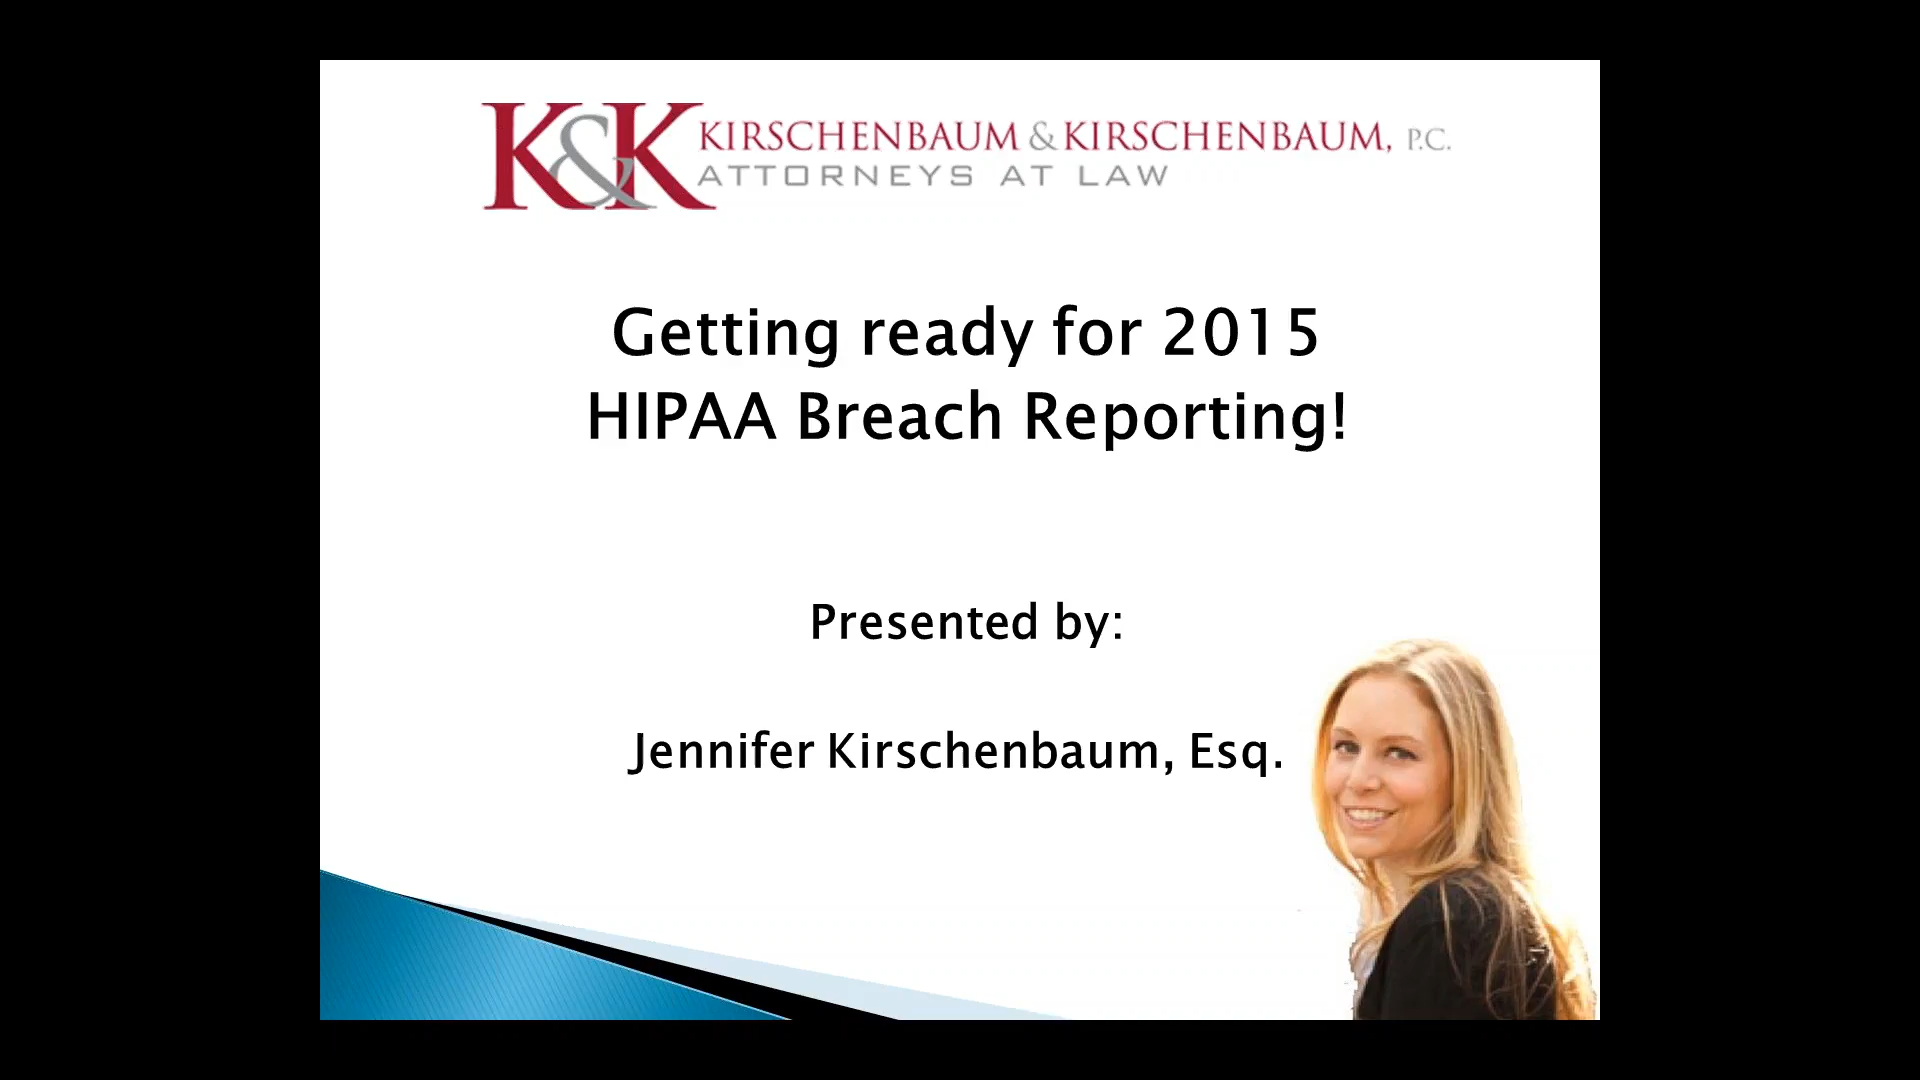 K&K KIRSCHENBAUM & KIRSCHENBAUM, P.C.
ATTORNEYS AT LAW
Getting ready for 2015
HIPAA Breach Reporting!
Presented by:
Jennifer Kirschenbaum, Esq.